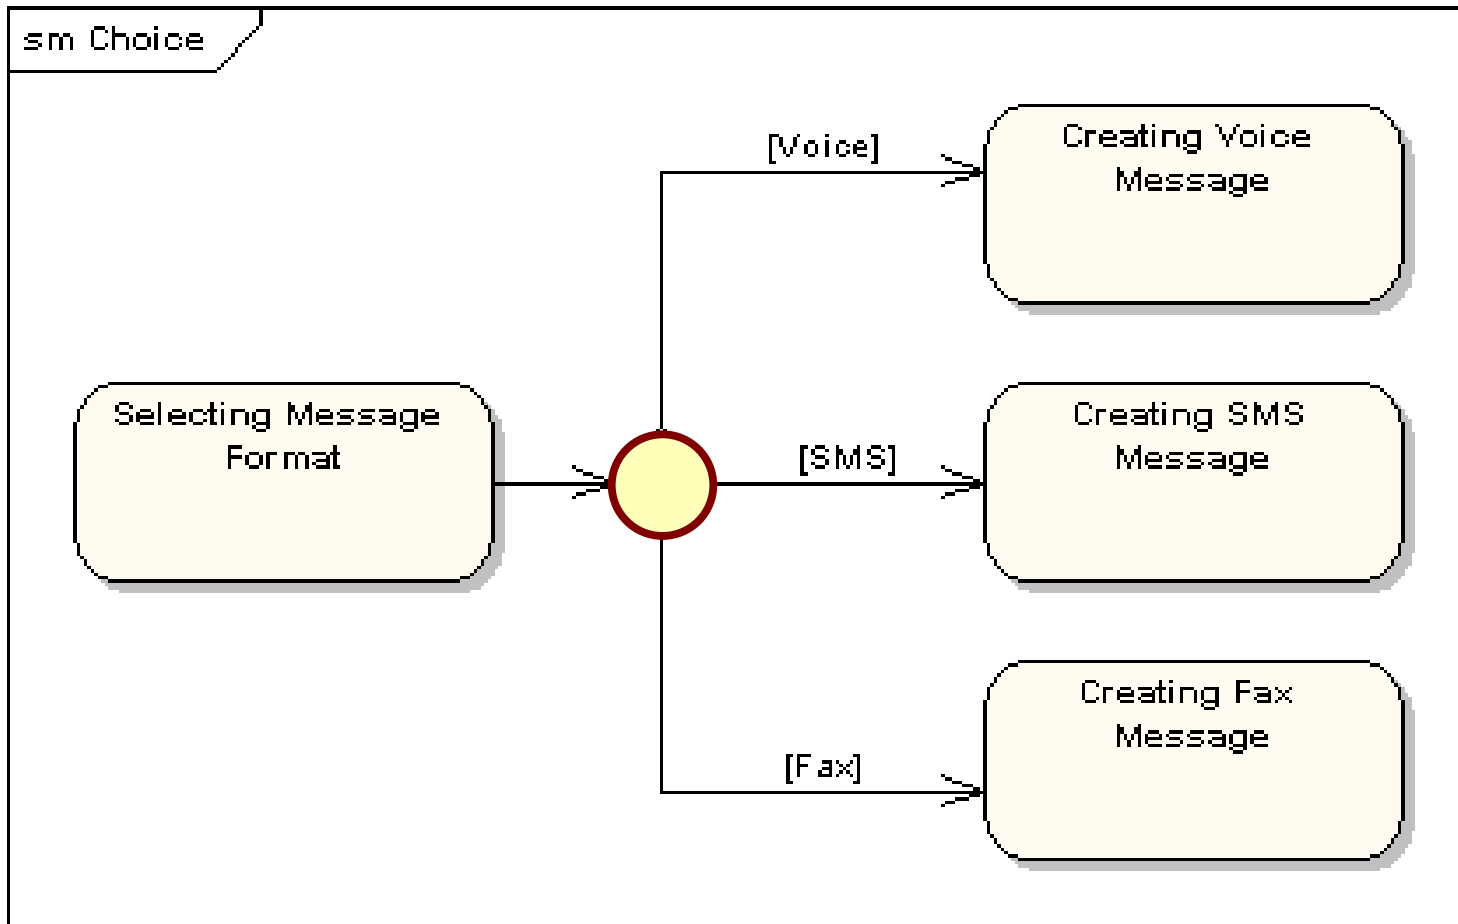 sm Choice
[Voice]
Creating Voice
Message
Selecting Message
Format
[SMS]
Creating SMS
Message
[Fax]
Creating Fax
Message